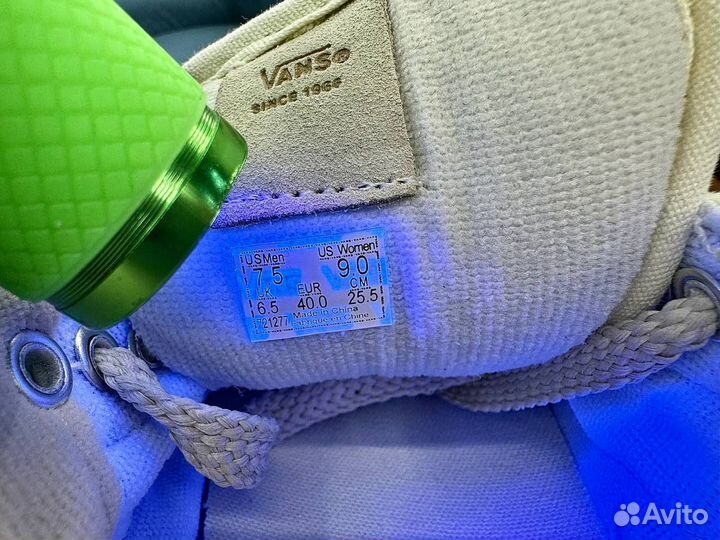 VANS®
SINCE 1966
US Men US Women
7.5 9.0
UK EUR CM
6.5 40.0 25.5
1721277 Made in China
Fabriqué en Chine
Avito